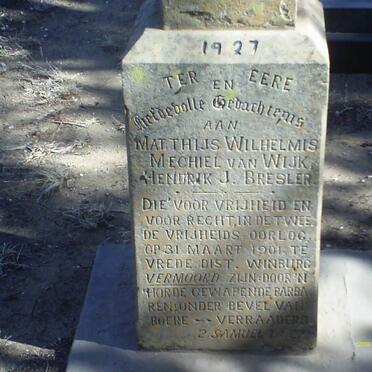 1927
TER EN EERE
liefdevolle Gedachtenis
AAN
MATTHIJS WILHELMIS
MECHIEL VAN WIJK,
HENDRIK J. BRESLER.
DIE VOOR VRIJHEID EN
VOOR RECHT, IN DE TWEE-
DE VRIJHEIDS OORLOG,
OP 31 MAART 1901 TE
VREDE, DIST. WINBURG
VERMOORD ZIJN DOOR 'N
HORDE GEWAPENDE BARBA-
REN; ONDER BEVEL VAN
BOERE — VERRAADERS
2 SAMUEL